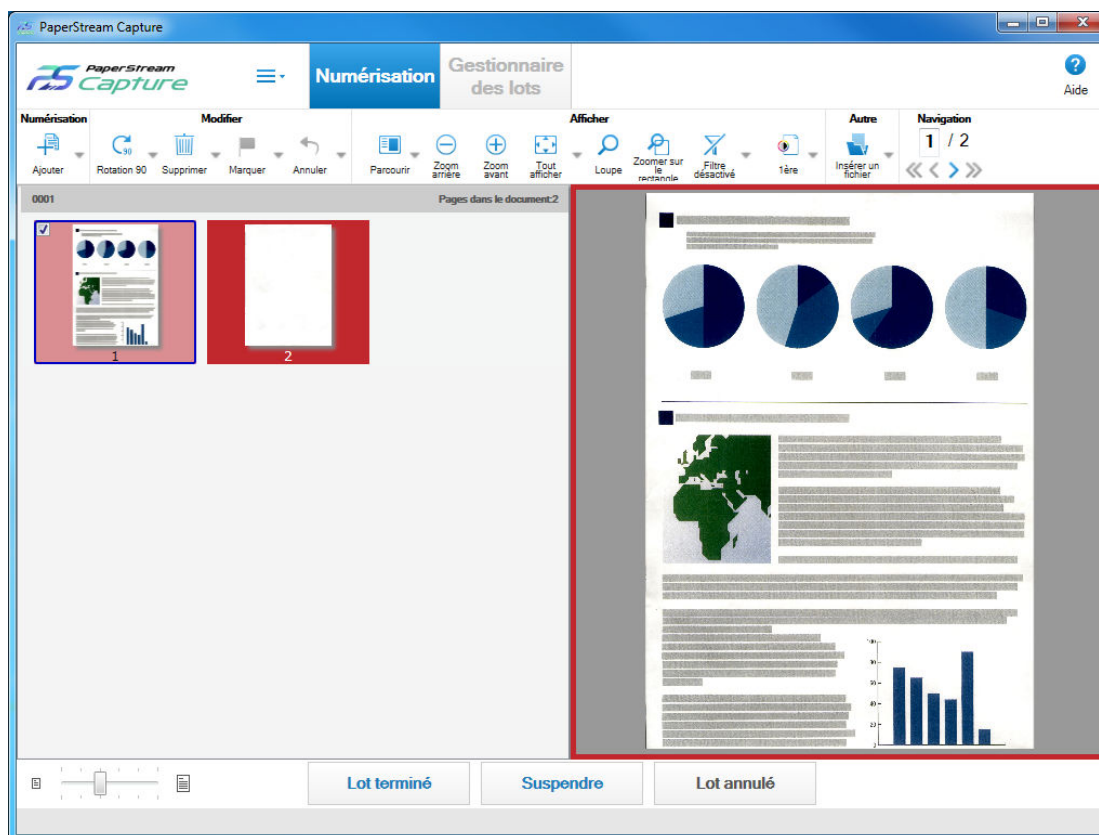 PaperStream Capture
PaperStream
Capture
Numérisation
Gestionnaire
des lots
Aide
Numérisation
Modifier
Afficher
Autre
Navigation
Ajouter
90
Rotation 90
Supprimer
Marquer
Annuler
Parcourir
Zoom
arrière
Zoom
avant
Tout
afficher
Loupe
Zoomer sur
le
rectangle
Filtre
désactivé
1ère
Insérer un
fichier
1 / 2
0001
Pages dans le document:2
1
2
Lot terminé
Suspendre
Lot annulé